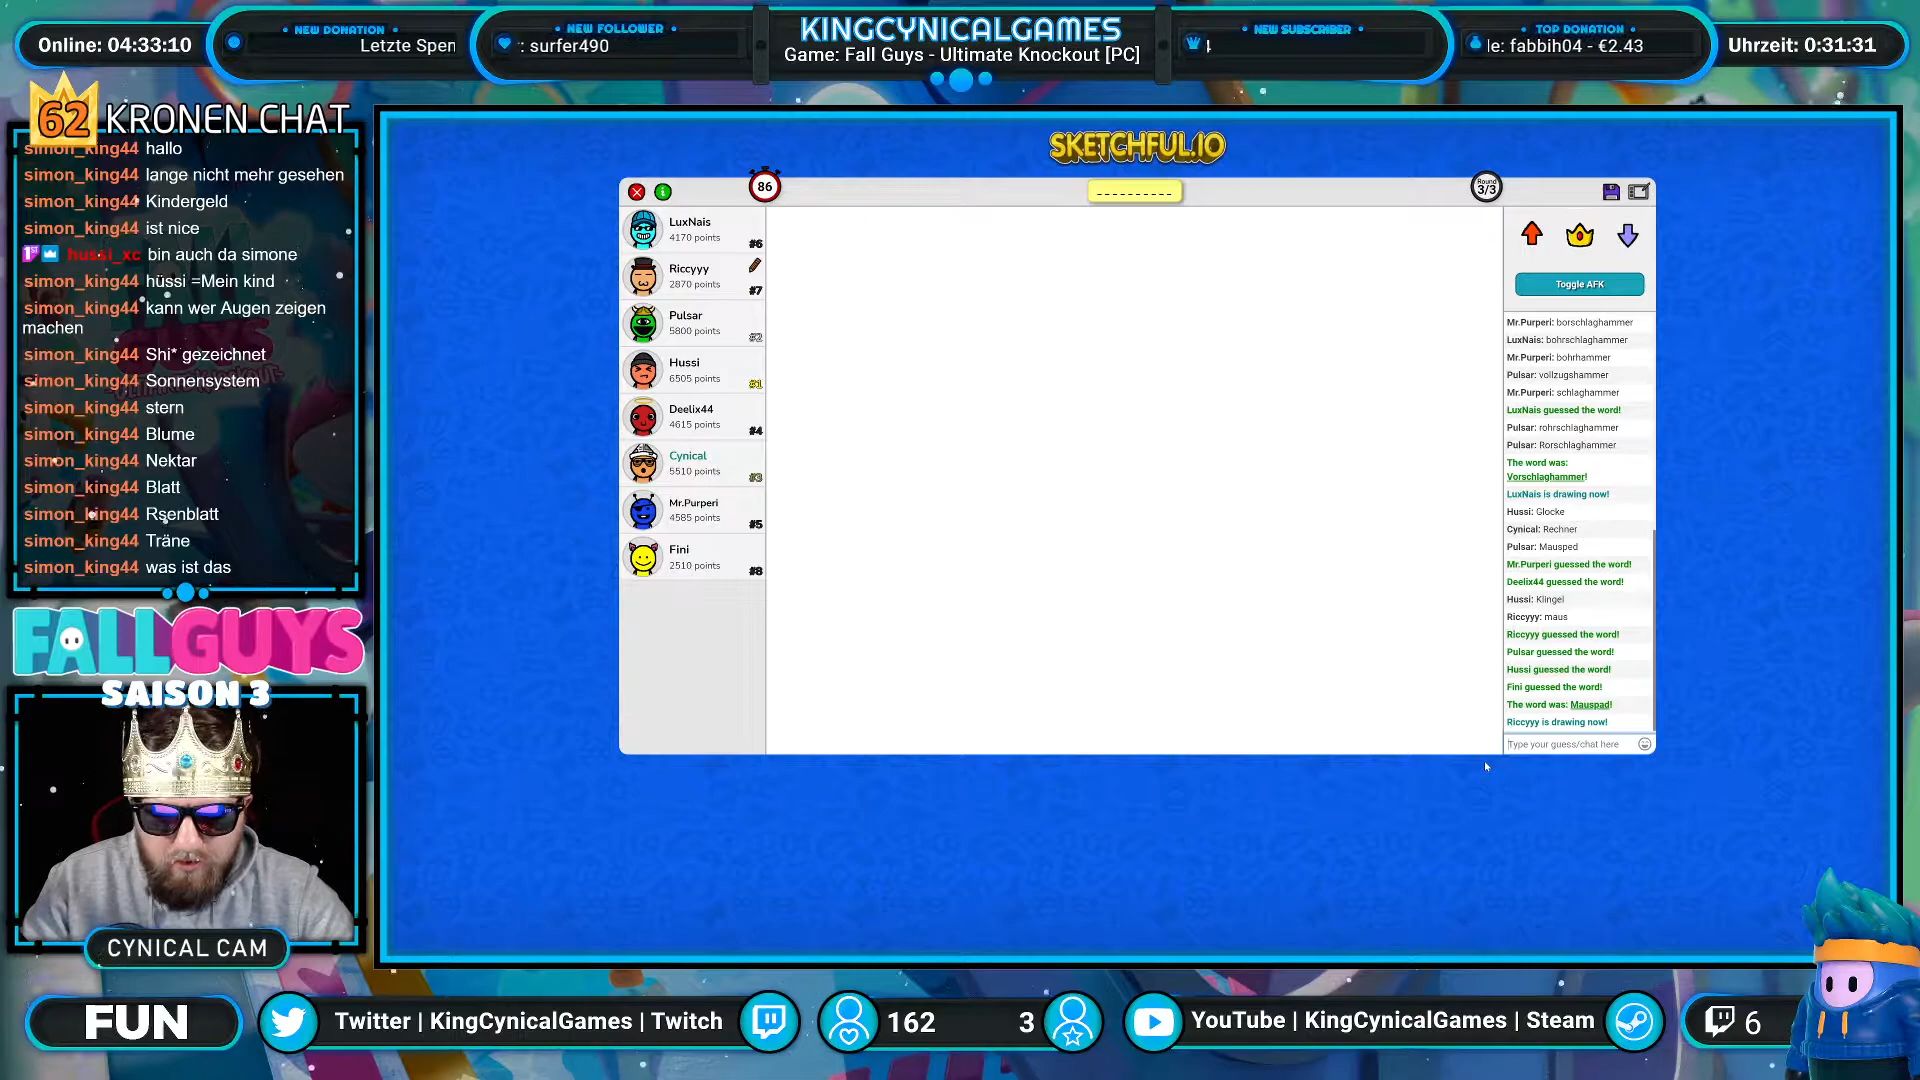 Online: 04:33:10
NEW DONATION
Letzte Spen
NEW FOLLOWER
: surfer490
KINGCYNICALGAMES
Game: Fall Guys - Ultimate Knockout [PC]
NEW SUBSCRIBER
TOP DONATION
le: fabbih04 - €2.43
Uhrzeit: 0:31:31
62 KRONEN CHAT
simon_king44 hallo
simon_king44 lange nicht mehr gesehen
simon_king44 Kindergeld
simon_king44 ist nice
1ST hussi_xc bin auch da simone
simon_king44 hüssi =Mein kind
simon_king44 kann wer Augen zeigen
machen
simon_king44 Shi* gezeichnet
simon_king44 Sonnensystem
simon_king44 stern
simon_king44 Blume
simon_king44 Nektar
simon_king44 Blatt
simon_king44 Rsenblatt
simon_king44 Träne
simon_king44 was ist das
FALL GUYS
SAISON 3
CYNICAL CAM
SKETCHFUL.IO
86
_ _ _ _ _ _ _ _ _ _
Round
3/3
LuxNais
4170 points
#6
Riccyyy
2870 points
#7
Pulsar
5800 points
#2
Hussi
6505 points
#1
Deelix44
4615 points
#4
Cynical
5510 points
#3
Mr.Purperi
4585 points
#5
Fini
2510 points
#8
Toggle AFK
Mr.Purperi: borschlaghammer
LuxNais: bohrschlaghammer
Mr.Purperi: bohrhammer
Pulsar: vollzugshammer
Mr.Purperi: schlaghammer
LuxNais guessed the word!
Pulsar: rohrschlaghammer
Pulsar: Rorschlaghammer
The word was:
Vorschlaghammer!
LuxNais is drawing now!
Hussi: Glocke
Cynical: Rechner
Pulsar: Mausped
Mr.Purperi guessed the word!
Deelix44 guessed the word!
Hussi: Klingel
Riccyyy: maus
Riccyyy guessed the word!
Pulsar guessed the word!
Hussi guessed the word!
Fini guessed the word!
The word was: Mauspad!
Riccyyy is drawing now!
Type your guess/chat here
FUN
Twitter | KingCynicalGames | Twitch
162
3
YouTube | KingCynicalGames | Steam
6